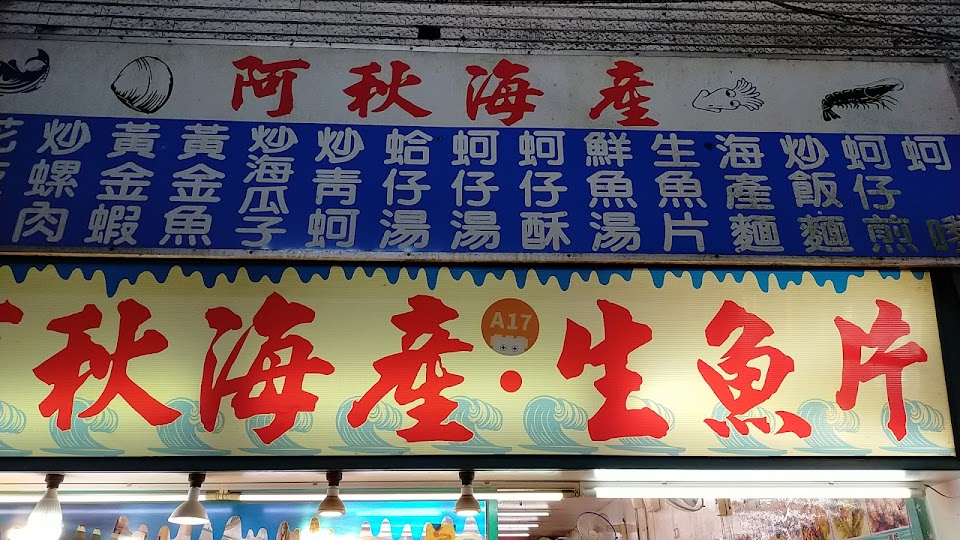 阿秋海產
炒螺肉
黃金蝦
黃金魚
炒海瓜子
炒青蚵
蛤仔湯
蚵仔湯
蚵仔酥
鮮魚湯
生魚片
海產麵
炒飯麵
蚵仔煎
蚵
秋海產·生魚片
A17